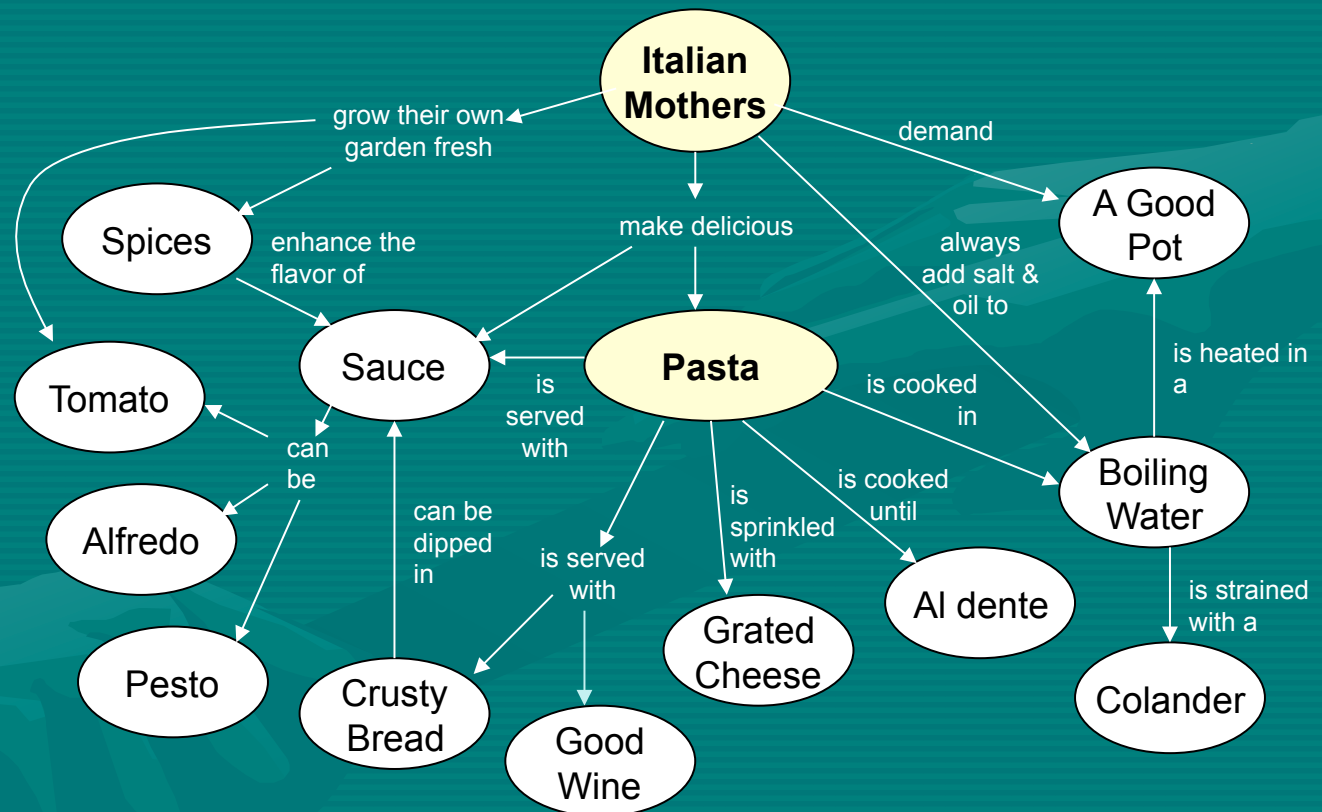 Italian
Mothers
grow their own
garden fresh
demand
A Good
Pot
Spices
enhance the
flavor of
make delicious
always
add salt &
oil to
Sauce
Pasta
is heated in
a
Tomato
is
served
with
is cooked
in
can
be
Alfredo
can be
dipped
in
is served
with
is
sprinkled
with
is cooked
until
Boiling
Water
Al dente
is strained
with a
Pesto
Crusty
Bread
Good
Wine
Grated
Cheese
Colander